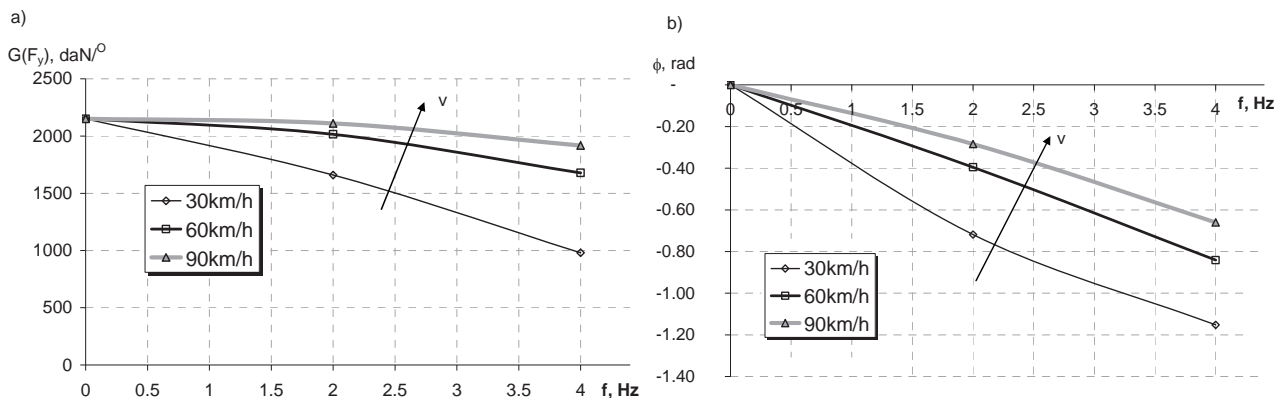 a)
G(F_y), daN/^O
2500
2000
1500
1000
500
0
0 0.5 1 1.5 2 2.5 3 3.5 4 f, Hz
v
30km/h
60km/h
90km/h
b)
ϕ, rad
-
-0.20
-0.40
-0.60
-0.80
-1.00
-1.20
-1.40
0 0.5 1 1.5 2 2.5 3 3.5 4 f, Hz
v
30km/h
60km/h
90km/h